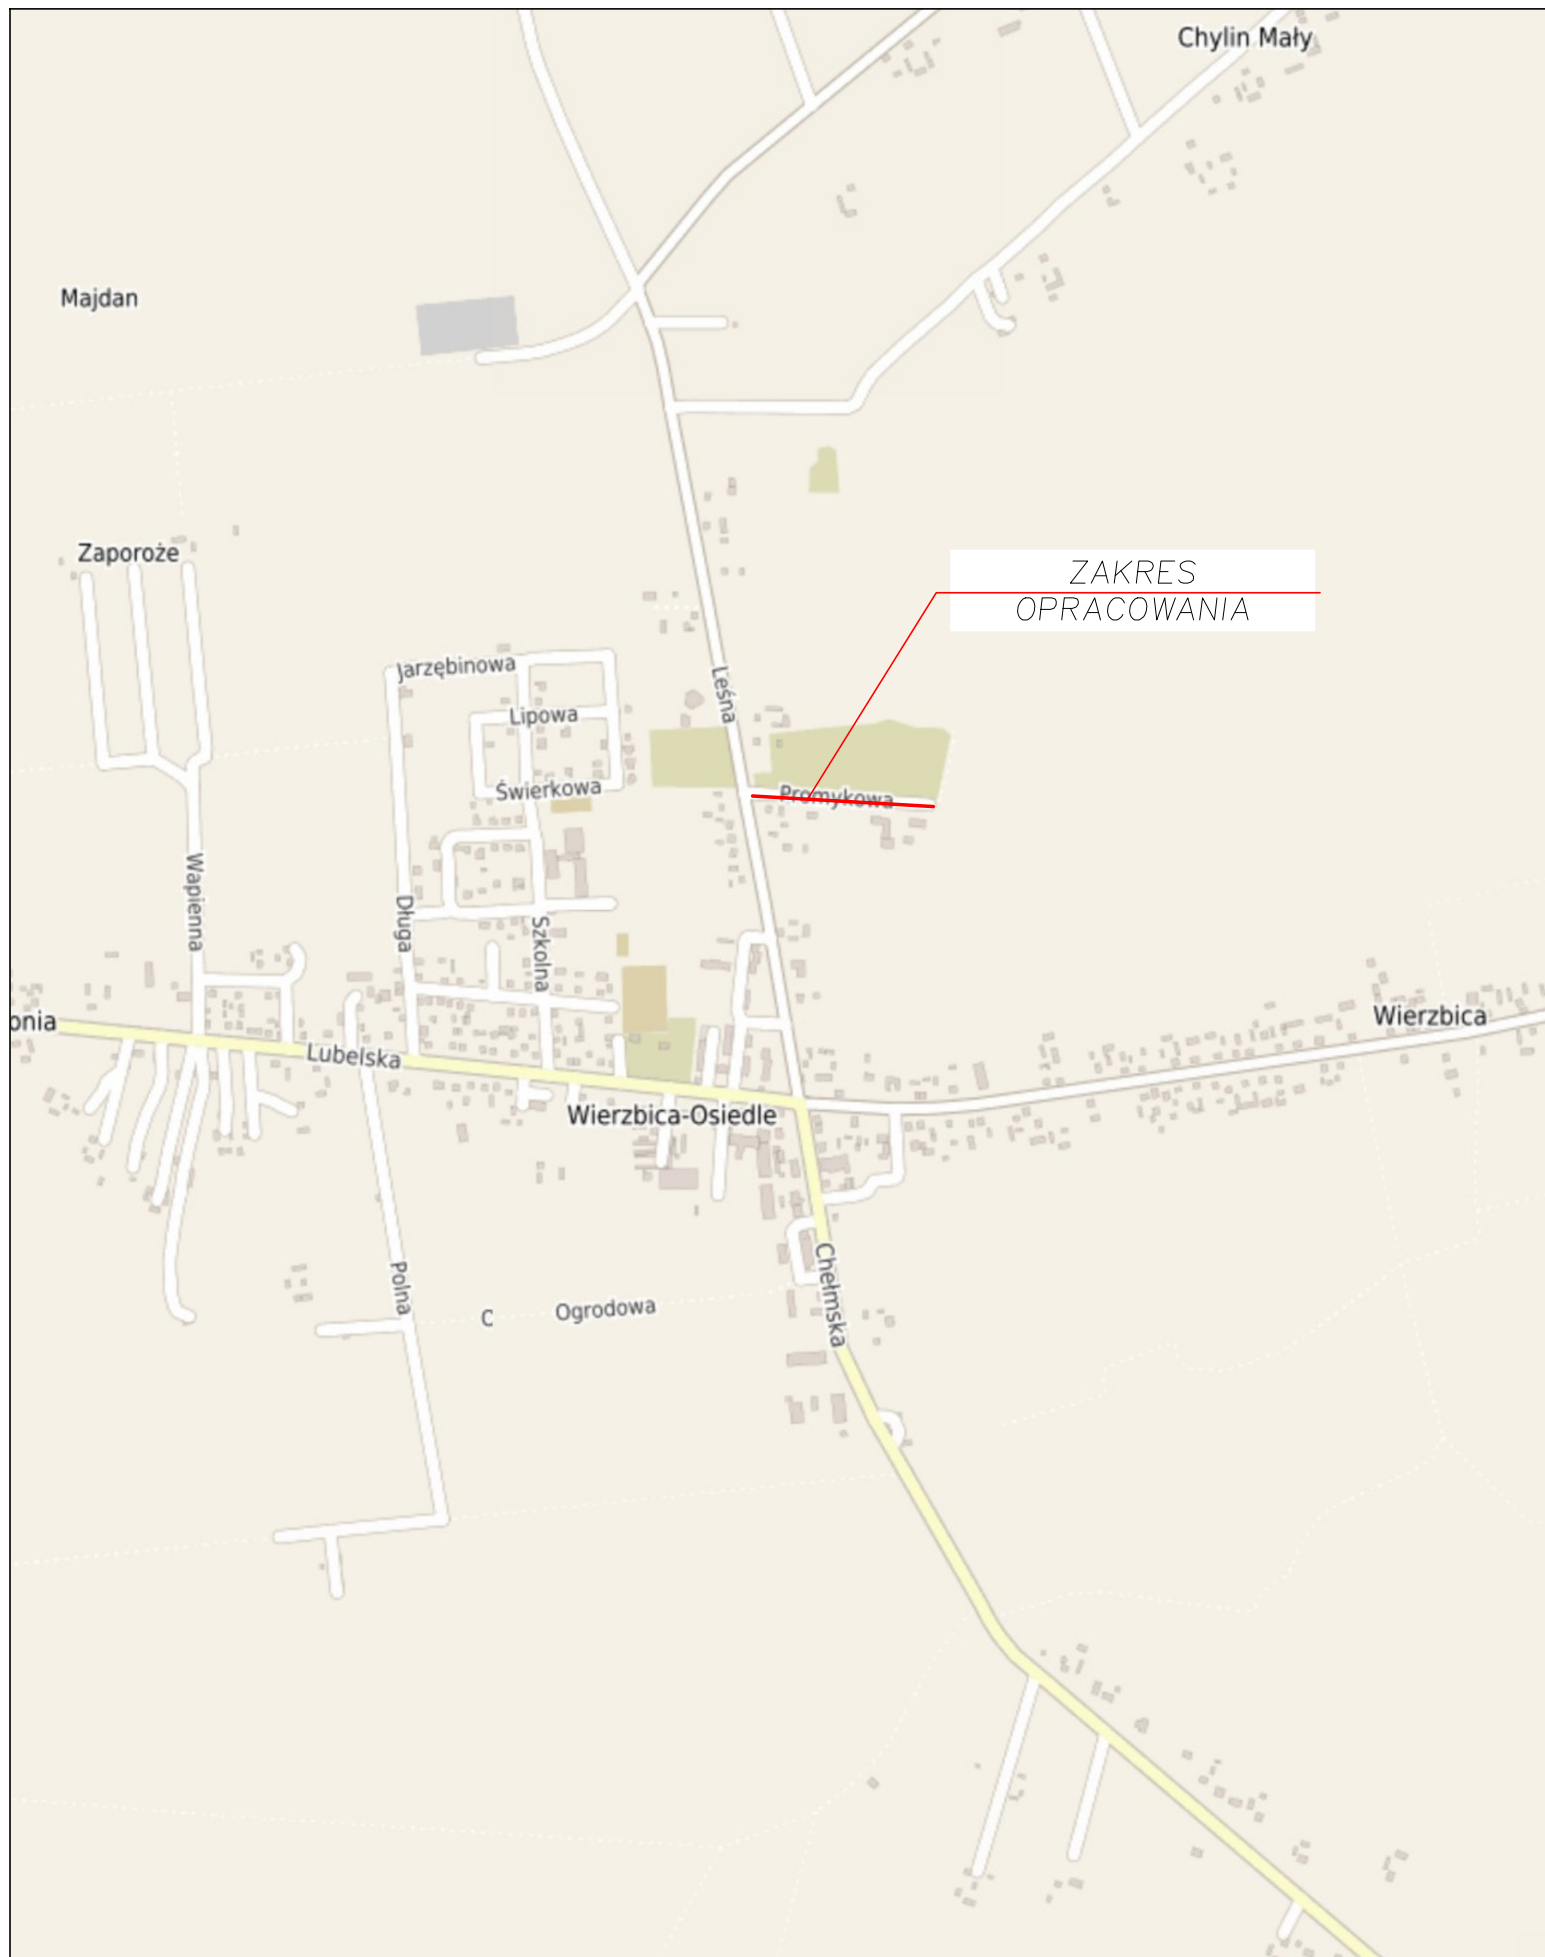 Chylin Mały
Majdan
Zaporoże
ZAKRES
OPRACOWANIA
Jarzębinowa
Leśna
Lipowa
Świerkowa
Promykowa
Wapienna
Długa
Szkolna
onia
Wierzbica
Lubelska
Wierzbica-Osiedle
Polna
Chełmska
C
Ogrodowa